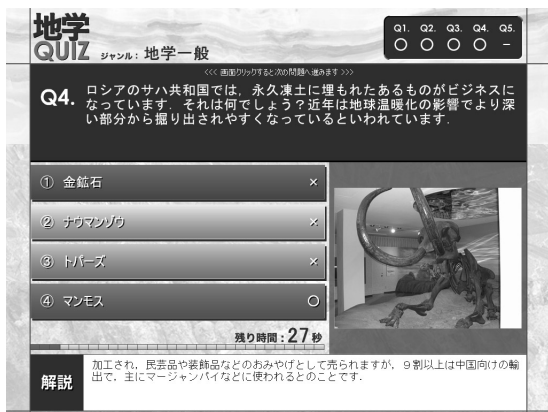 地学
QUIZ
ジャンル:地学一般
Q1. Q2. Q3. Q4. Q5.
○ ○ ○ ○ −
<<< 画面クリックすると次の問題へ進みます >>>
Q4. ロシアのサハ共和国では,永久凍土に埋もれたあるものがビジネスに
なっています.それは何でしょう?近年は地球温暖化の影響でより深
い部分から掘り出されやすくなっているといわれています.
① 金鉱石 ×
② ナウマンゾウ ×
③ トパーズ ×
④ マンモス ○
残り時間:27秒
解説
加工され,民芸品や装飾品などのおみやげとして売られますが,9割以上は中国向けの輸
出で,主にマージャンパイなどに使われるとのことです.